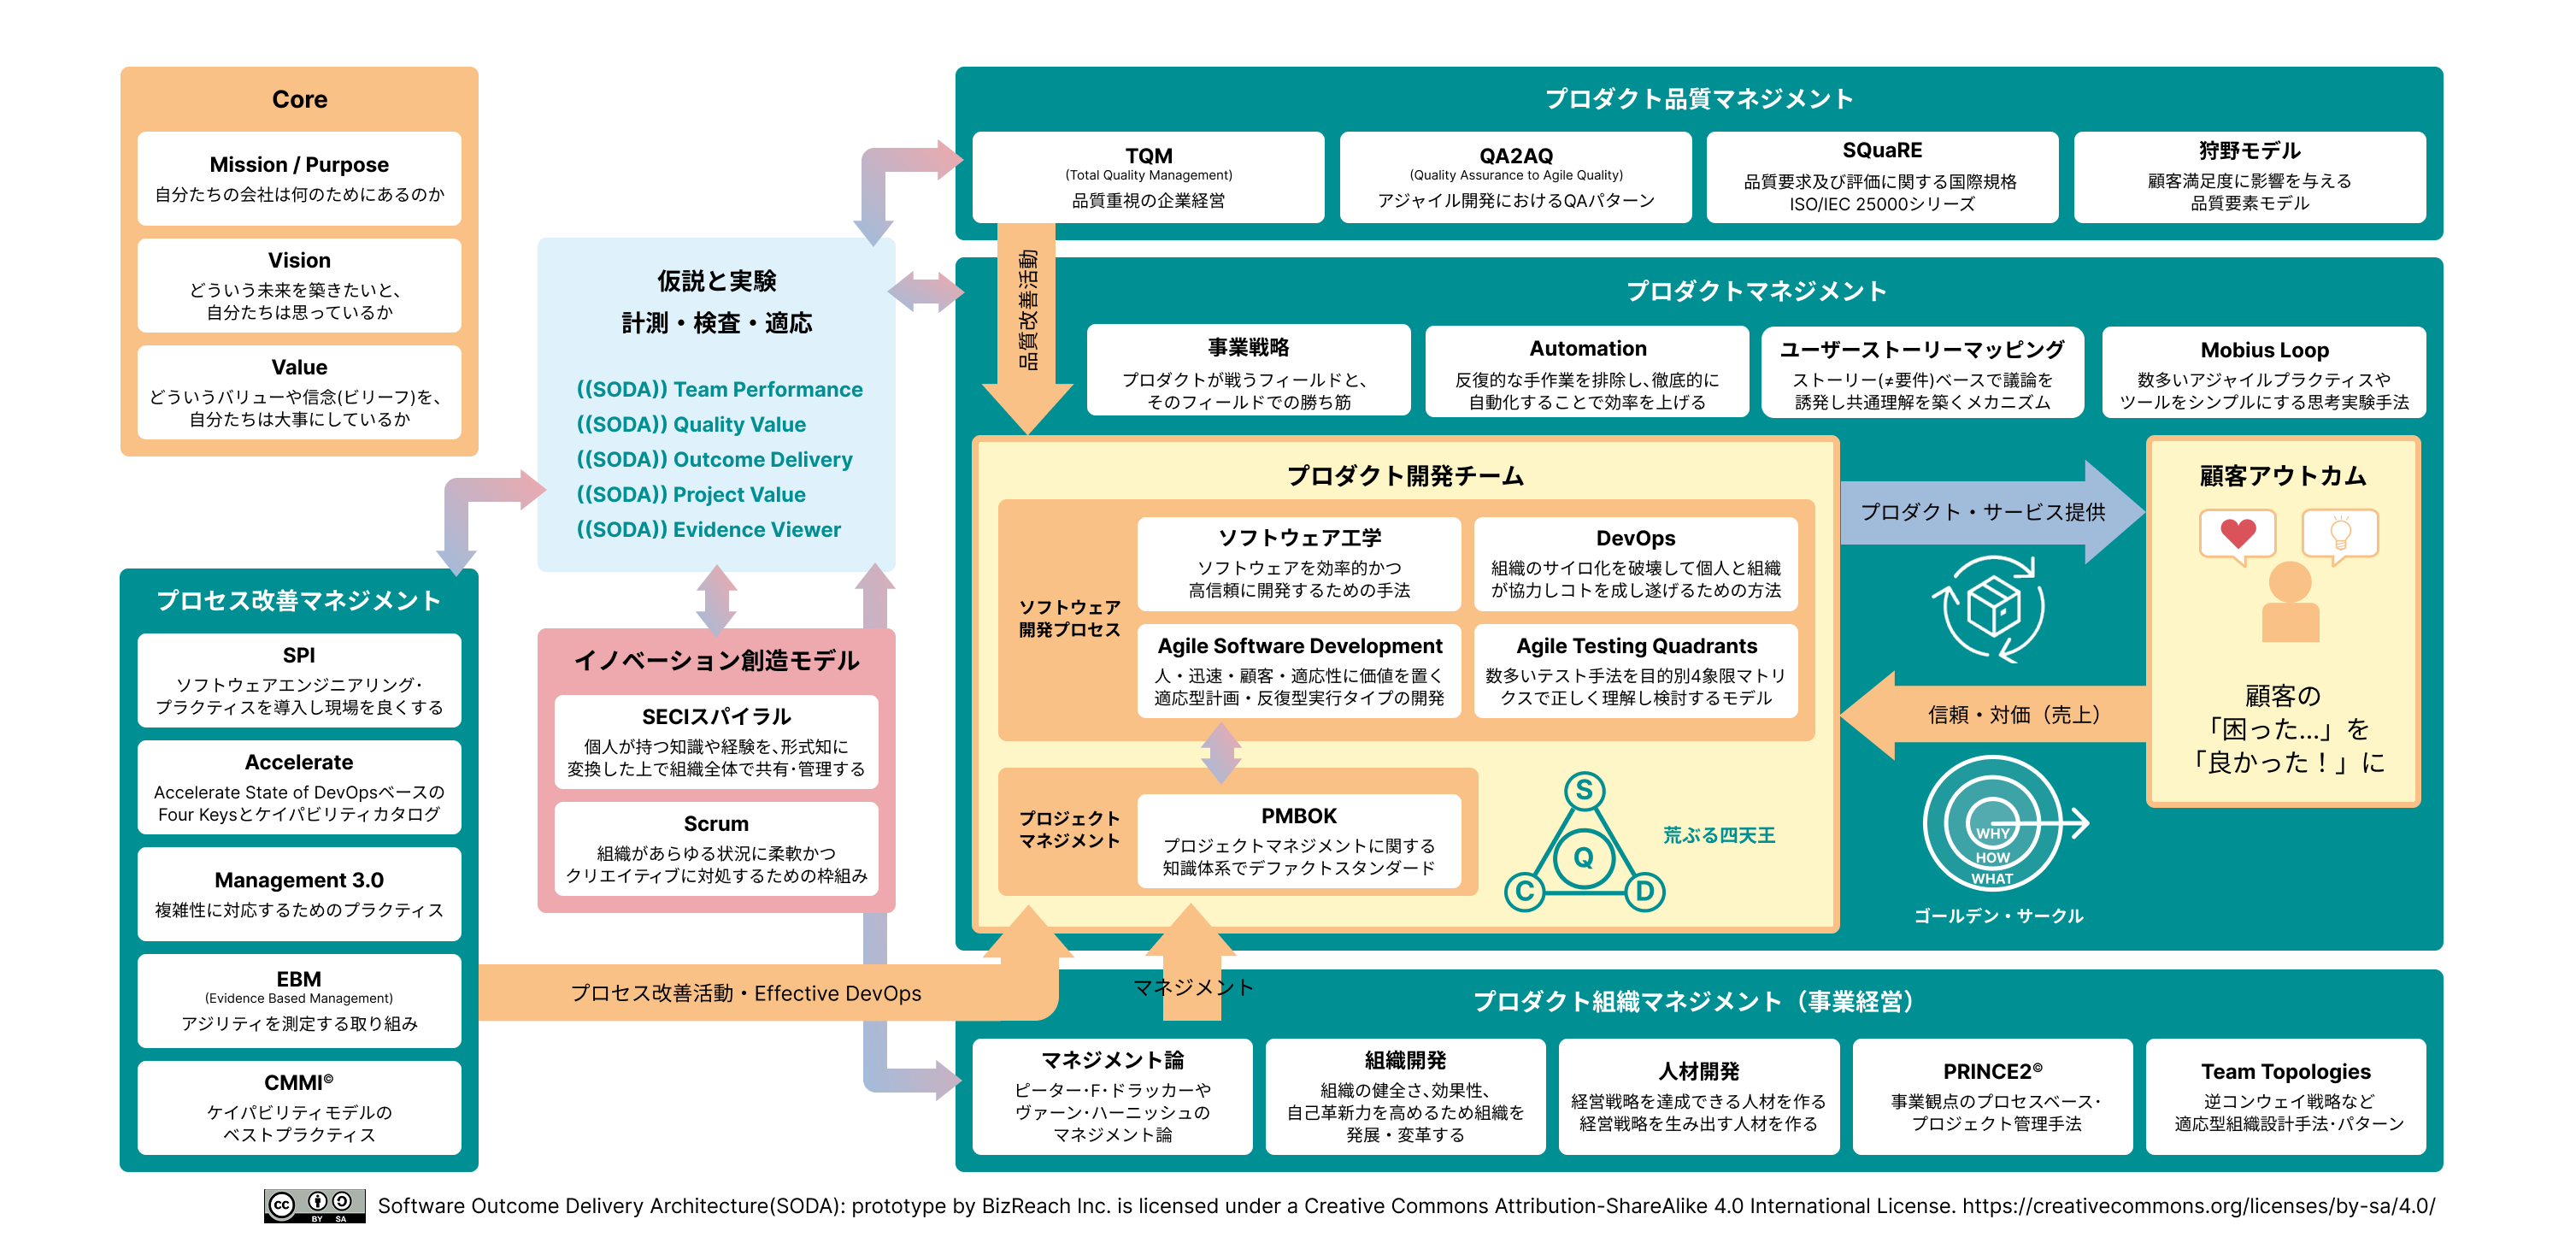 Core
Mission / Purpose
自分たちの会社は何のためにあるのか
Vision
どういう未来を築きたいと、
自分たちは思っているか
Value
どういうバリューや信念(ビリーフ)を、
自分たちは大事にしているか
プロセス改善マネジメント
SPI
ソフトウェアエンジニアリング･
プラクティスを導入し現場を良くする
Accelerate
Accelerate State of DevOpsベースの
Four Keysとケイパビリティカタログ
Management 3.0
複雑性に対応するためのプラクティス
EBM
(Evidence Based Management)
アジリティを測定する取り組み
CMMI©
ケイパビリティモデルの
ベストプラクティス
仮説と実験
計測・検査・適応
((SODA)) Team Performance
((SODA)) Quality Value
((SODA)) Outcome Delivery
((SODA)) Project Value
((SODA)) Evidence Viewer
イノベーション創造モデル
SECIスパイラル
個人が持つ知識や経験を､形式知に
変換した上で組織全体で共有･管理する
Scrum
組織があらゆる状況に柔軟かつ
クリエイティブに対処するための枠組み
プロセス改善活動・Effective DevOps
プロダクト品質マネジメント
TQM
(Total Quality Management)
品質重視の企業経営
QA2AQ
(Quality Assurance to Agile Quality)
アジャイル開発におけるQAパターン
SQuaRE
品質要求及び評価に関する国際規格
ISO/IEC 25000シリーズ
狩野モデル
顧客満足度に影響を与える
品質要素モデル
品質改善活動
プロダクトマネジメント
事業戦略
プロダクトが戦うフィールドと、
そのフィールドでの勝ち筋
Automation
反復的な手作業を排除し､徹底的に
自動化することで効率を上げる
ユーザーストーリーマッピング
ストーリー(≠要件)ベースで議論を
誘発し共通理解を築くメカニズム
Mobius Loop
数多いアジャイルプラクティスや
ツールをシンプルにする思考実験手法
プロダクト開発チーム
ソフトウェア
開発プロセス
ソフトウェア工学
ソフトウェアを効率的かつ
高信頼に開発するための手法
DevOps
組織のサイロ化を破壊して個人と組織
が協力しコトを成し遂げるための方法
Agile Software Development
人・迅速・顧客・適応性に価値を置く
適応型計画・反復型実行タイプの開発
Agile Testing Quadrants
数多いテスト手法を目的別4象限マトリ
クスで正しく理解し検討するモデル
プロジェクト
マネジメント
PMBOK
プロジェクトマネジメントに関する
知識体系でデファクトスタンダード
S
Q
C
D
荒ぶる四天王
プロダクト・サービス提供
信頼・対価（売上）
WHY
HOW
WHAT
ゴールデン・サークル
顧客アウトカム
顧客の
「困った...」を
「良かった！」に
マネジメント
プロダクト組織マネジメント（事業経営）
マネジメント論
ピーター･F･ドラッカーや
ヴァーン･ハーニッシュの
マネジメント論
組織開発
組織の健全さ､効果性、
自己革新力を高めるため組織を
発展・変革する
人材開発
経営戦略を達成できる人材を作る
経営戦略を生み出す人材を作る
PRINCE2©
事業観点のプロセスベース･
プロジェクト管理手法
Team Topologies
逆コンウェイ戦略など
適応型組織設計手法･パターン
cc BY SA
Software Outcome Delivery Architecture(SODA): prototype by BizReach Inc. is licensed under a Creative Commons Attribution-ShareAlike 4.0 International License. https://creativecommons.org/licenses/by-sa/4.0/